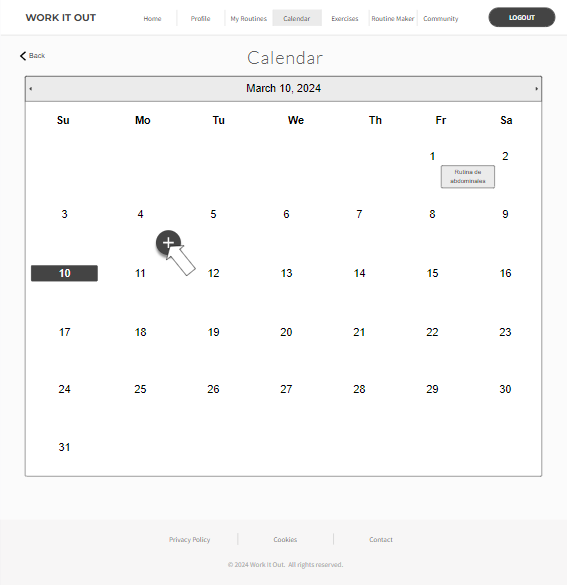 WORK IT OUT Home Profile My Routines Calendar Exercises Routine Maker Community LOGOUT
Back
Calendar
March 10, 2024
Su Mo Tu We Th Fr Sa
1 2
Rutina de
abdominales
3 4 5 6 7 8 9
10 11 12 13 14 15 16
17 18 19 20 21 22 23
24 25 26 27 28 29 30
31
Privacy Policy Cookies Contact
© 2024 Work It Out. All rights reserved.